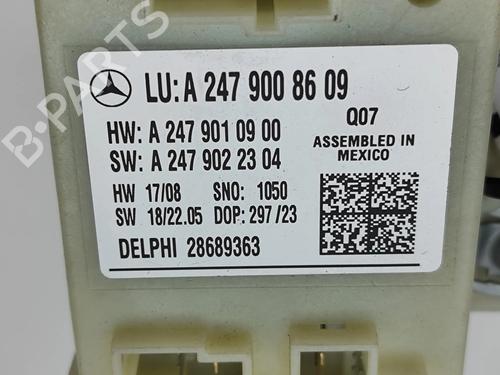 LU: A 247 900 86 09
HW: A 247 901 09 00
Q07
SW: A 247 902 23 04
ASSEMBLED IN
MEXICO
HW 17/08 SNO: 1050
SW 18/22.05 DOP: 297/23
DELPHI 28689363
B-PARTS